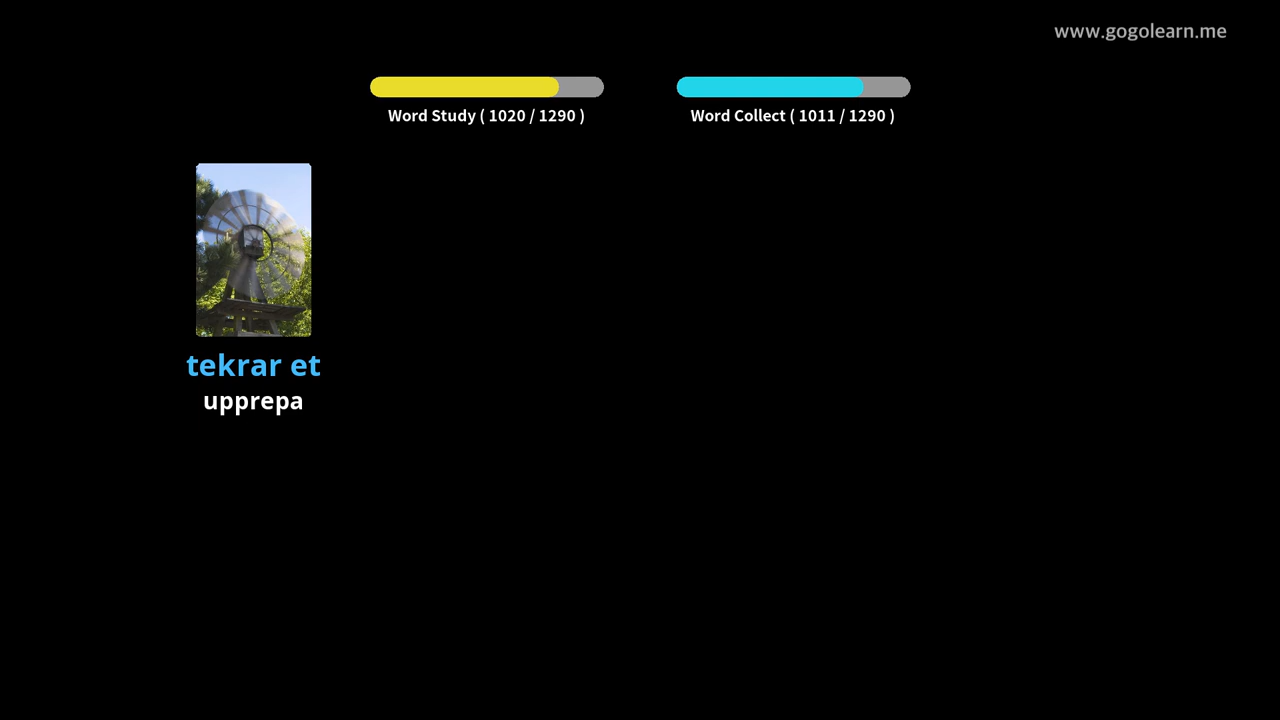 www.gogolearn.me
Word Study ( 1020 / 1290 )
Word Collect ( 1011 / 1290 )
tekrar et
upprepa